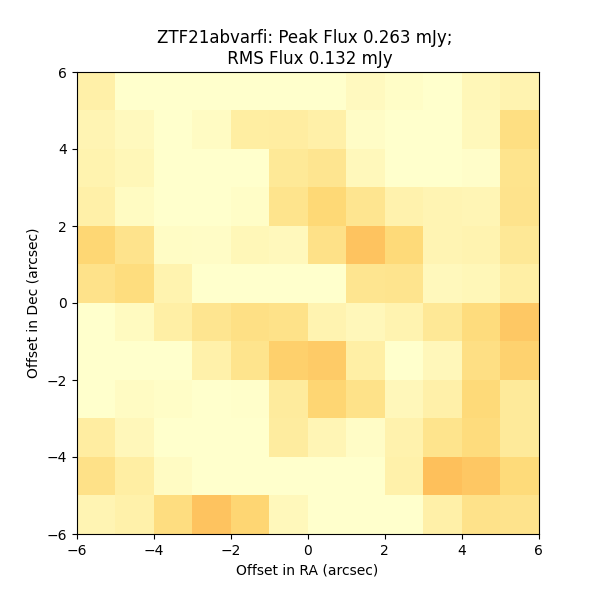 ZTF21abvarfi: Peak Flux 0.263 mJy;
RMS Flux 0.132 mJy
6
4
2
0
−2
−4
−6
Offset in Dec (arcsec)
−6 −4 −2 0 2 4 6
Offset in RA (arcsec)